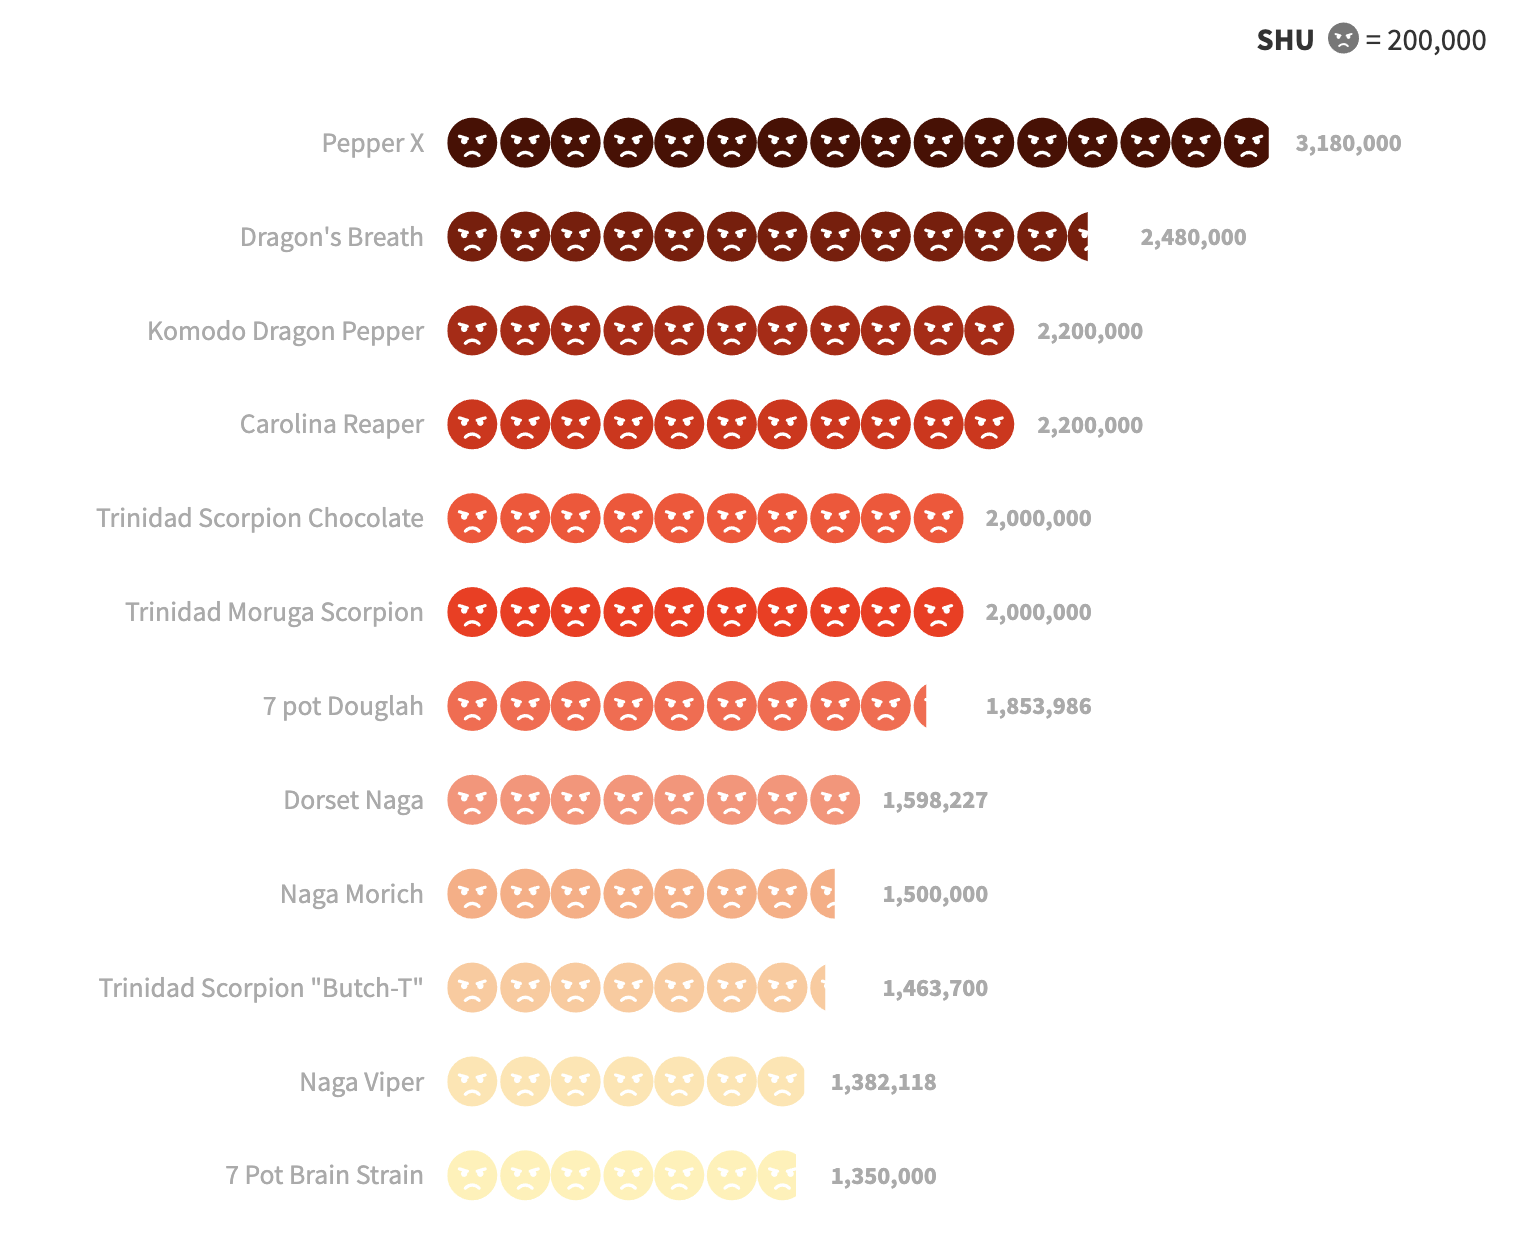 SHU = 200,000
Pepper X 3,180,000
Dragon's Breath 2,480,000
Komodo Dragon Pepper 2,200,000
Carolina Reaper 2,200,000
Trinidad Scorpion Chocolate 2,000,000
Trinidad Moruga Scorpion 2,000,000
7 pot Douglah 1,853,986
Dorset Naga 1,598,227
Naga Morich 1,500,000
Trinidad Scorpion "Butch-T" 1,463,700
Naga Viper 1,382,118
7 Pot Brain Strain 1,350,000